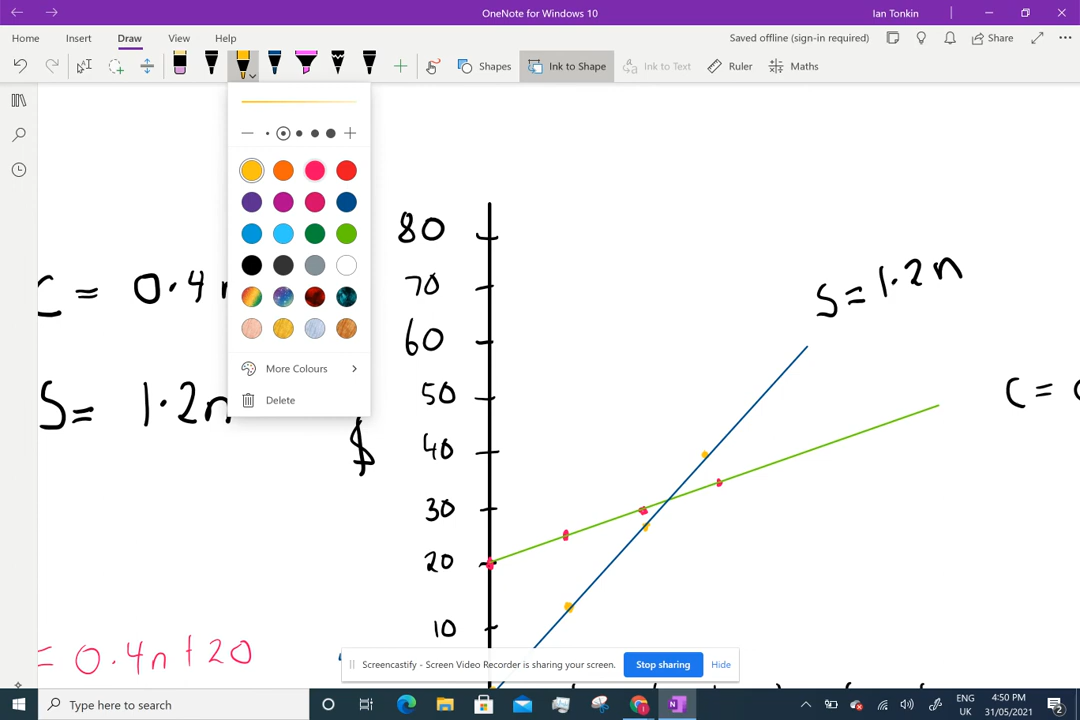 OneNote for Windows 10
Ian Tonkin
Home Insert Draw View Help
Saved offline (sign-in required)
Share
Shapes
Ink to Shape
Ink to Text
Ruler
Maths
More Colours
Delete
C = 0.4
S = 1.2n
= 0.4n+20
$
80
70
60
50
40
30
20
10
S = 1.2n
C =
Screencastify - Screen Video Recorder is sharing your screen.
Stop sharing
Hide
Type here to search
ENG
UK
4:50 PM
31/05/2021
2